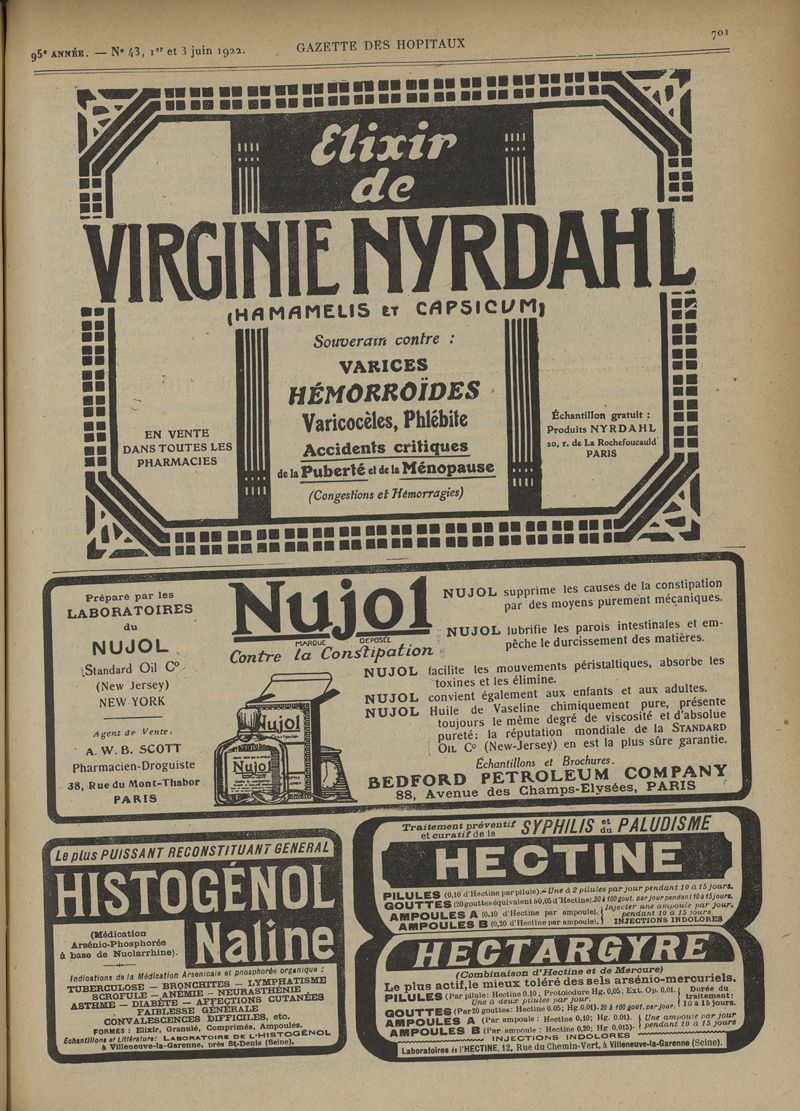 95e ANNÉE. — No 43, 1er et 3 juin 1922.
GAZETTE DES HOPITAUX
701
Elixir
de
VIRGINIE NYRDAHL
(HAMAMELIS ET CAPSICUM)
Souverain contre :
VARICES
HÉMORROÏDES
Varicocèles, Phlébite
Accidents critiques
de la Puberté et de la Ménopause
(Congestions et Hémorragies)
EN VENTE
DANS TOUTES LES
PHARMACIES
Échantillon gratuit :
Produits NYRDAHL
20, r. de La Rochefoucauld
PARIS
Préparé par les
LABORATOIRES
du
NUJOL
(Standard Oil Co
(New Jersey)
NEW YORK
Agent de Vente:
A. W. B. SCOTT
Pharmacien-Droguiste
38, Rue du Mont-Thabor
PARIS
Nujol
MARQUE DÉPOSÉE
Contre la Constipation
Nujol
Nujol
NUJOL supprime les causes de la constipation
par des moyens purement mécaniques.
NUJOL lubrifie les parois intestinales et em-
pêche le durcissement des matières.
NUJOL facilite les mouvements péristaltiques, absorbe les
toxines et les élimine.
NUJOL convient également aux enfants et aux adultes.
NUJOL Huile de Vaseline chimiquement pure, présente
toujours le même degré de viscosité et d'absolue
pureté; la réputation mondiale de la STANDARD
OIL Co (New-Jersey) en est la plus sûre garantie.
Échantillons et Brochures.
BEDFORD PETROLEUM COMPANY
88, Avenue des Champs-Elysées, PARIS
Le plus PUISSANT RECONSTITUANT GÉNÉRAL
HISTOGÉNOL
Naline
(Médication
Arsénio-Phosphorée
à base de Nuclarrhine).
Indications de la Médication Arsenicale et phosphorée organique :
TUBERCULOSE — BRONCHITES — LYMPHATISME
SCROFULE — ANÉMIE — NEURASTHÉNIE
ASTHME — DIABÈTE — AFFECTIONS CUTANÉES
FAIBLESSE GÉNÉRALE
CONVALESCENCES DIFFICILES, etc.
FORMES : Elixir, Granulé, Comprimés, Ampoules.
Echantillons et Littérature: LABORATOIRE DE L'HISTOGÉNOL
à Villeneuve-la-Garenne, près St-Denis (Seine).
Traitement préventif et curatif de la SYPHILIS et du PALUDISME
HECTINE
PILULES (0,10 d'Hectine par pilule).- Une à 2 pilules par jour pendant 10 à 15 jours.
GOUTTES (20 gouttes équivalent à 0,05 d'Hectine). 20 à 100 gout. par jour pendant 10 à 15 jours.
AMPOULES A (0,10 d'Hectine par ampoule). Injecter une ampoule par jour,
AMPOULES B (0,20 d'Hectine par ampoule). pendant 10 à 15 jours.
INJECTIONS INDOLORES
HECTARGYRE
(Combinaison d'Hectine et de Mercure)
Le plus actif, le mieux toléré des sels arsénio-mercuriels.
PILULES (Par pilule: Hectine 0.10; Protoiodure Hg. 0,05; Ext. Op. 0,01.
Une à deux pilules par jour.
GOUTTES (Par 20 gouttes: Hectine 0.05; Hg. 0.01). 20 à 100 gout. par jour.
Durée du
traitement:
10 à 15 jours.
AMPOULES A (Par ampoule: Hectine 0,10; Hg. 0.01).
AMPOULES B (Par ampoule : Hectine 0,20; Hg 0,015).
Une ampoule par jour
pendant 10 à 15 jours
INJECTIONS INDOLORES
Laboratoires de l'HECTINE, 12, Rue du Chemin-Vert, à Villeneuve-la-Garenne (Seine).